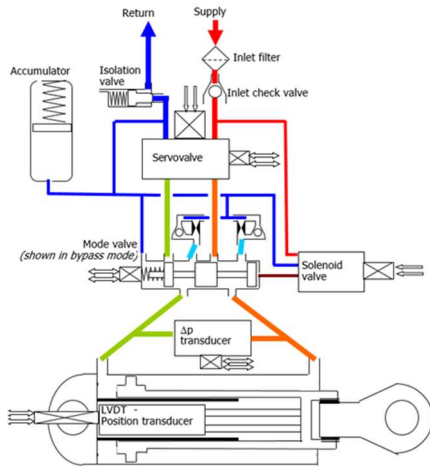 Return
Supply
Accumulator
Isolation
valve
Inlet filter
Inlet check valve
Servovalve
Mode valve
(shown in bypass mode)
Solenoid
valve
Δp
transducer
LVDT -
Position transducer